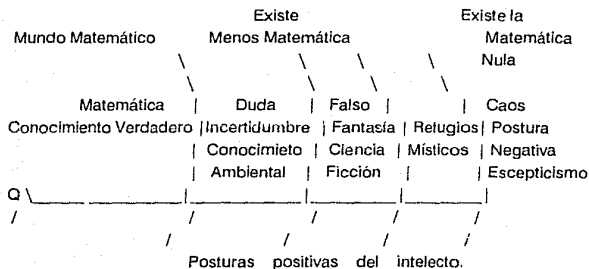 Existe Existe la
Mundo Matemático Menos Matemática Matemática
Nula
Matemática | Duda | Falso | | Caos
Conocimiento Verdadero |Incertidumbre | Fantasía | Refugios | Postura
| Conocimieto | Ciencia | Místicos | Negativa
| Ambiental | Ficción | | Escepticismo
Q
Posturas positivas del intelecto.